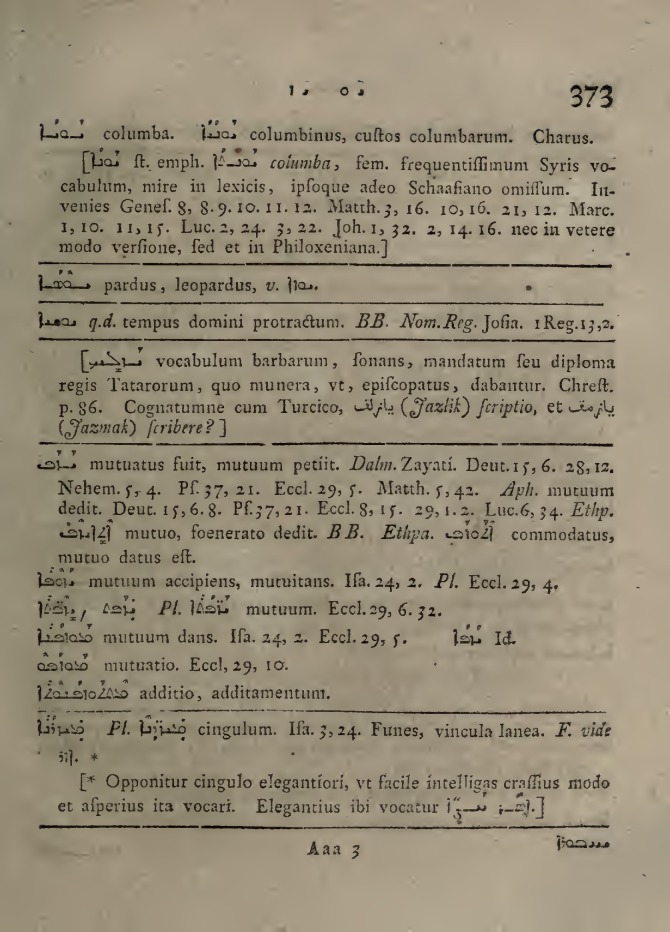 373
columba. columbinus, cuſtos columbarum. Charus.
ſt. emph. columba, fem. frequentiſſimum Syris vo-
cabulum, mire in lexicis, ipſoque adeo Schaafiano omiſſum. In-
venies Geneſ. 8, 8. 9. 10. 11. 12. Matth. 3, 16. 10, 16. 21, 12. Marc.
1, 10. 11, 15. Luc. 2, 24. 3, 22. Joh. 1, 32. 2, 14. 16. nec in vetere
modo verſione, ſed et in Philoxeniana.]
pardus, leopardus, v.
q.d. tempus domini protractum. BB. Nom. Reg. Joſia. 1 Reg. 13, 2.
vocabulum barbarum, ſonans, mandatum ſeu diploma
regis Tatarorum, quo munera, vt, epiſcopatus, dabantur. Chreſt.
p. 86. Cognatumne cum Turcico, (Jazlik) ſcriptio, et
(Jazmak) ſcribere? ]
mutuatus fuit, mutuum petiit. Dalm. Zayati. Deut. 15, 6. 28, 12.
Nehem. 5, 4. Pſ. 37, 21. Eccl. 29, 5. Matth. 5, 42. Aph. mutuum
dedit. Deut. 15, 6. 8. Pſ. 37, 21. Eccl. 8, 15. 29, 1. 2. Luc. 6, 34. Ethp.
mutuo, foenerato dedit. BB. Ethpa. commodatus,
mutuo datus eſt.
mutuum accipiens, mutuitans. Iſa. 24, 2. Pl. Eccl. 29, 4.
Pl. mutuum. Eccl. 29, 6. 32.
mutuum dans. Iſa. 24, 2. Eccl. 29, 5. Id.
mutuatio. Eccl, 29, 10.
additio, additamentum.
Pl. cingulum. Iſa. 3, 24. Funes, vincula lanea. F. vide
*
[* Opponitur cingulo elegantiori, vt facile intelligas craſſius modo
et aſperius ita vocari. Elegantius ibi vocatur
Aaa 3